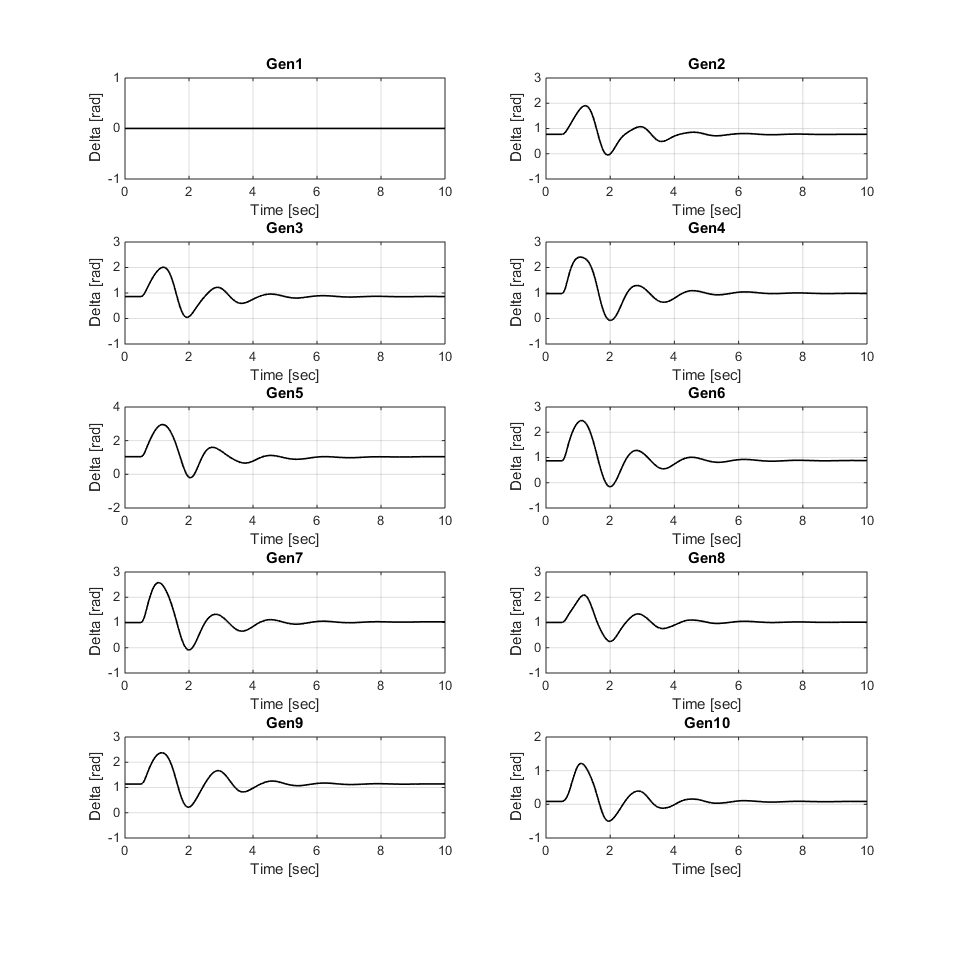 Gen1
Delta [rad]
1
0
-1
0 2 4 6 8 10
Time [sec]
Gen2
Delta [rad]
3
2
1
0
-1
0 2 4 6 8 10
Time [sec]
Gen3
Delta [rad]
3
2
1
0
-1
0 2 4 6 8 10
Time [sec]
Gen4
Delta [rad]
3
2
1
0
-1
0 2 4 6 8 10
Time [sec]
Gen5
Delta [rad]
4
2
0
-2
0 2 4 6 8 10
Time [sec]
Gen6
Delta [rad]
3
2
1
0
-1
0 2 4 6 8 10
Time [sec]
Gen7
Delta [rad]
3
2
1
0
-1
0 2 4 6 8 10
Time [sec]
Gen8
Delta [rad]
3
2
1
0
-1
0 2 4 6 8 10
Time [sec]
Gen9
Delta [rad]
3
2
1
0
-1
0 2 4 6 8 10
Time [sec]
Gen10
Delta [rad]
2
1
0
-1
0 2 4 6 8 10
Time [sec]